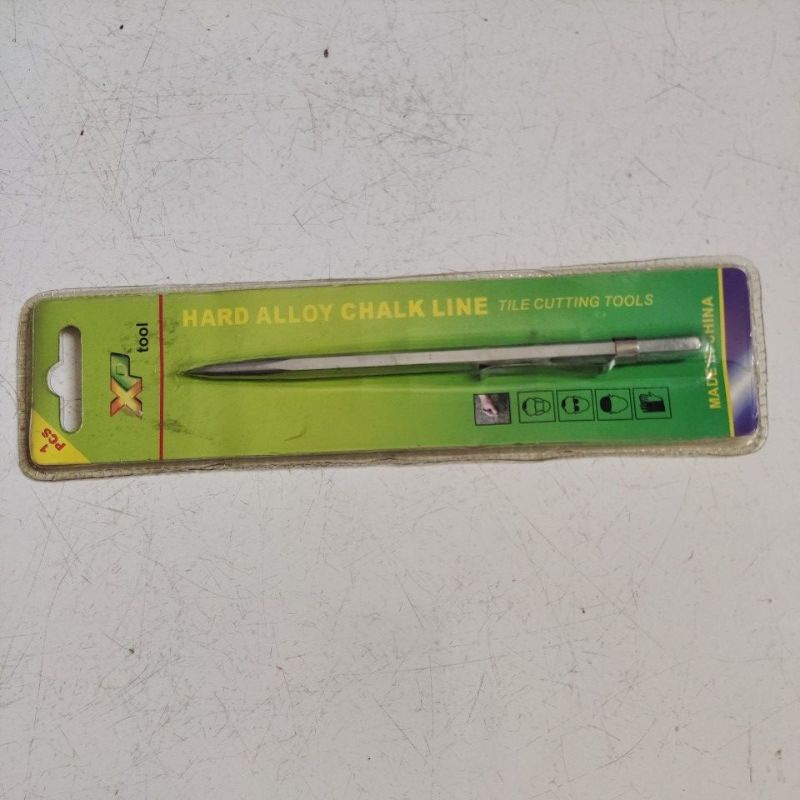 HARD ALLOY CHALK LINE
TILE CUTTING TOOLS
XP
tool
1
PCS
MADE IN CHINA